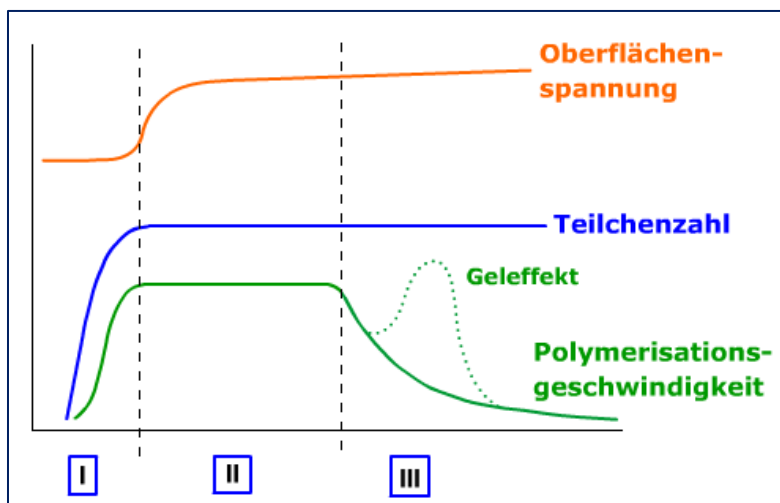 Oberflächen-
spannung
Teilchenzahl
Geleffekt
Polymerisations-
geschwindigkeit
I
II
III